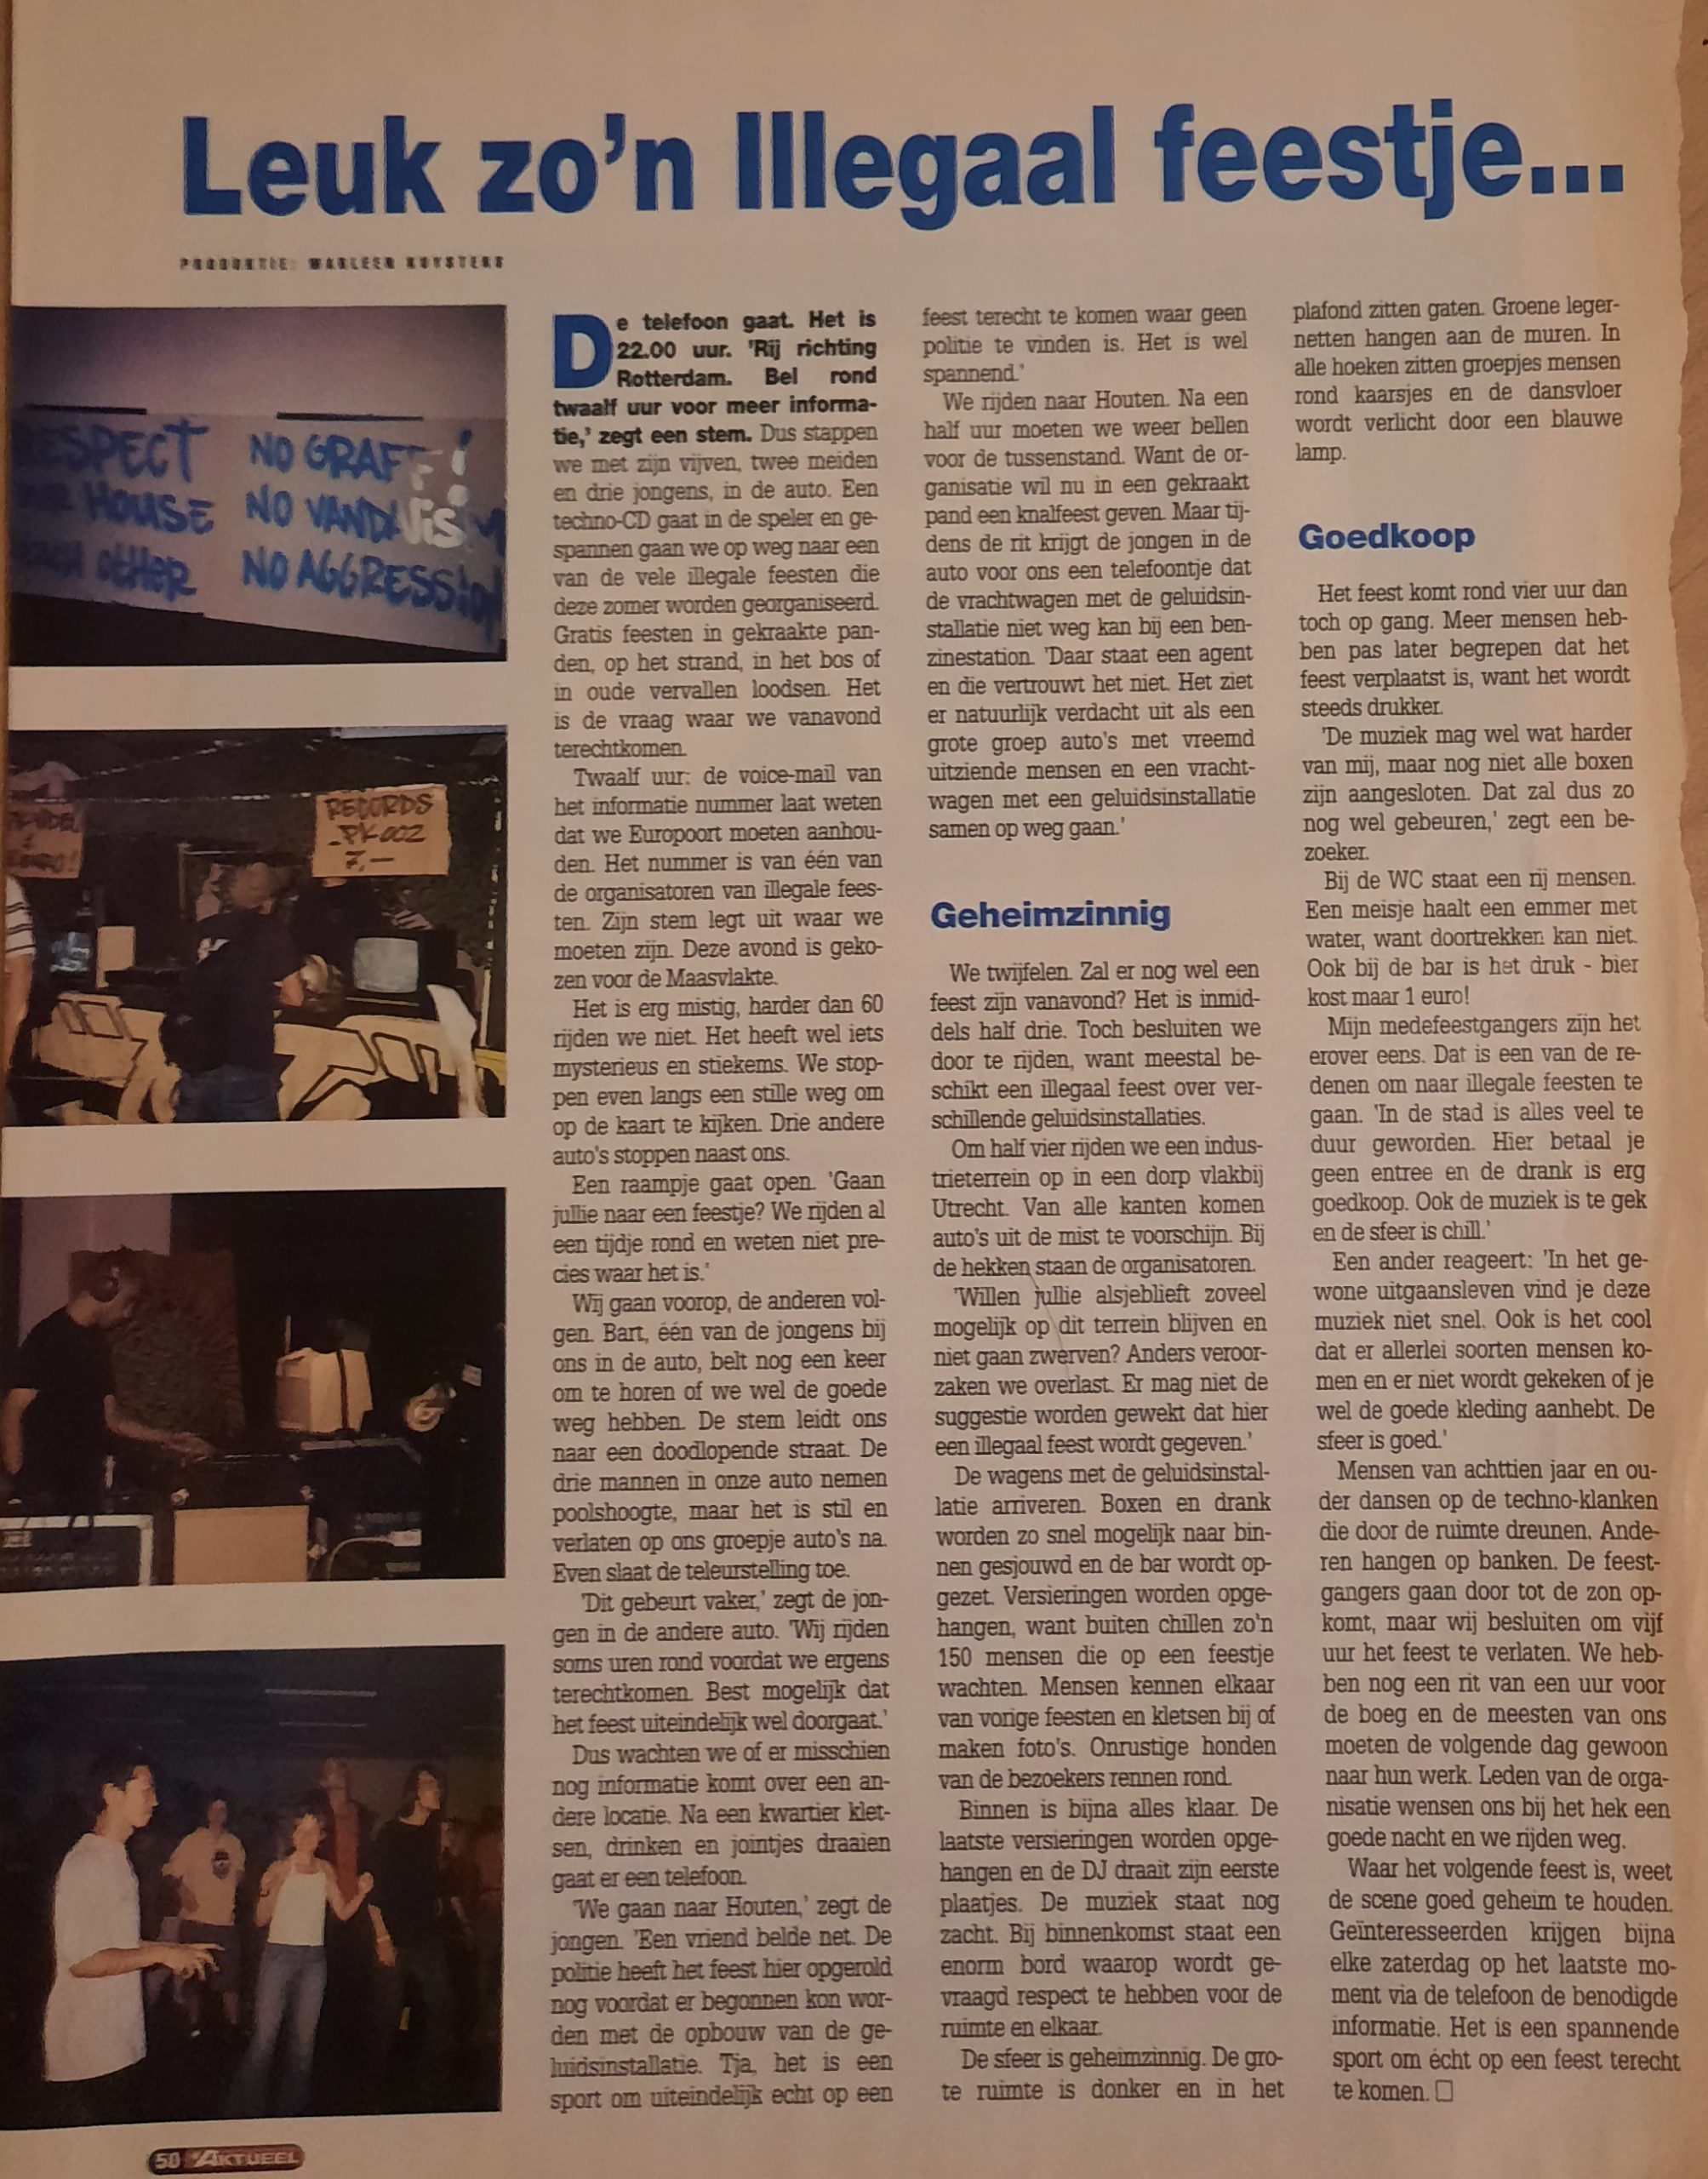 Leuk zo'n Illegaal feestje...
PRODUKTIE: MARLEEN KUYSTERS
RESPECT NO GRAFF!
HOUSE NO VANDALISM
EACH OTHER NO AGGRESSION
RECORDS
-PK002
7,-
De telefoon gaat. Het is
22.00 uur. 'Rij richting
Rotterdam. Bel rond
twaalf uur voor meer informa-
tie,' zegt een stem. Dus stappen
we met zijn vijven, twee meiden
en drie jongens, in de auto. Een
techno-CD gaat in de speler en ge-
spannen gaan we op weg naar een
van de vele illegale feesten die
deze zomer worden georganiseerd.
Gratis feesten in gekraakte pan-
den, op het strand, in het bos of
in oude vervallen loodsen. Het
is de vraag waar we vanavond
terechtkomen.
Twaalf uur: de voice-mail van
het informatie nummer laat weten
dat we Europoort moeten aanhou-
den. Het nummer is van één van
de organisatoren van illegale fees-
ten. Zijn stem legt uit waar we
moeten zijn. Deze avond is geko-
zen voor de Maasvlakte.
Het is erg mistig, harder dan 60
rijden we niet. Het heeft wel iets
mysterieus en stiekems. We stop-
pen even langs een stille weg om
op de kaart te kijken. Drie andere
auto's stoppen naast ons.
Een raampje gaat open. 'Gaan
jullie naar een feestje? We rijden al
een tijdje rond en weten niet pre-
cies waar het is.'
Wij gaan voorop, de anderen vol-
gen. Bart, één van de jongens bij
ons in de auto, belt nog een keer
om te horen of we wel de goede
weg hebben. De stem leidt ons
naar een doodlopende straat. De
drie mannen in onze auto nemen
poolshoogte, maar het is stil en
verlaten op ons groepje auto's na.
Even slaat de teleurstelling toe.
'Dit gebeurt vaker,' zegt de jon-
gen in de andere auto. 'Wij rijden
soms uren rond voordat we ergens
terechtkomen. Best mogelijk dat
het feest uiteindelijk wel doorgaat.'
Dus wachten we of er misschien
nog informatie komt over een an-
dere locatie. Na een kwartier klet-
sen, drinken en jointjes draaien
gaat er een telefoon.
'We gaan naar Houten,' zegt de
jongen. 'Een vriend belde net. De
politie heeft het feest hier opgerold
nog voordat er begonnen kon wor-
den met de opbouw van de ge-
luidsinstallatie. Tja, het is een
sport om uiteindelijk echt op een
feest terecht te komen waar geen
politie te vinden is. Het is wel
spannend.'
We rijden naar Houten. Na een
half uur moeten we weer bellen
voor de tussenstand. Want de or-
ganisatie wil nu in een gekraakt
pand een knalfeest geven. Maar tij-
dens de rit krijgt de jongen in de
auto voor ons een telefoontje dat
de vrachtwagen met de geluidsin-
stallatie niet weg kan bij een ben-
zinestation. 'Daar staat een agent
en die vertrouwt het niet. Het ziet
er natuurlijk verdacht uit als een
grote groep auto's met vreemd
uitziende mensen en een vracht-
wagen met een geluidsinstallatie
samen op weg gaan.'
Geheimzinnig
We twijfelen. Zal er nog wel een
feest zijn vanavond? Het is inmid-
dels half drie. Toch besluiten we
door te rijden, want meestal be-
schikt een illegaal feest over ver-
schillende geluidsinstallaties.
Om half vier rijden we een indus-
trieterrein op in een dorp vlakbij
Utrecht. Van alle kanten komen
auto's uit de mist te voorschijn. Bij
de hekken staan de organisatoren.
'Willen jullie alsjeblieft zoveel
mogelijk op dit terrein blijven en
niet gaan zwerven? Anders veroor-
zaken we overlast. Er mag niet de
suggestie worden gewekt dat hier
een illegaal feest wordt gegeven.'
De wagens met de geluidsinstal-
latie arriveren. Boxen en drank
worden zo snel mogelijk naar bin-
nen gesjouwd en de bar wordt op-
gezet. Versieringen worden opge-
hangen, want buiten chillen zo'n
150 mensen die op een feestje
wachten. Mensen kennen elkaar
van vorige feesten en kletsen bij of
maken foto's. Onrustige honden
van de bezoekers rennen rond.
Binnen is bijna alles klaar. De
laatste versieringen worden opge-
hangen en de DJ draait zijn eerste
plaatjes. De muziek staat nog
zacht. Bij binnenkomst staat een
enorm bord waarop wordt ge-
vraagd respect te hebben voor de
ruimte en elkaar.
De sfeer is geheimzinnig. De gro-
te ruimte is donker en in het
plafond zitten gaten. Groene leger-
netten hangen aan de muren. In
alle hoeken zitten groepjes mensen
rond kaarsjes en de dansvloer
wordt verlicht door een blauwe
lamp.
Goedkoop
Het feest komt rond vier uur dan
toch op gang. Meer mensen heb-
ben pas later begrepen dat het
feest verplaatst is, want het wordt
steeds drukker.
'De muziek mag wel wat harder
van mij, maar nog niet alle boxen
zijn aangesloten. Dat zal dus zo
nog wel gebeuren,' zegt een be-
zoeker.
Bij de WC staat een rij mensen.
Een meisje haalt een emmer met
water, want doortrekken kan niet.
Ook bij de bar is het druk - bier
kost maar 1 euro!
Mijn medefeestgangers zijn het
erover eens. Dat is een van de re-
denen om naar illegale feesten te
gaan. 'In de stad is alles veel te
duur geworden. Hier betaal je
geen entree en de drank is erg
goedkoop. Ook de muziek is te gek
en de sfeer is chill.'
Een ander reageert: 'In het ge-
wone uitgaansleven vind je deze
muziek niet snel. Ook is het cool
dat er allerlei soorten mensen ko-
men en er niet wordt gekeken of je
wel de goede kleding aanhebt. De
sfeer is goed.'
Mensen van achttien jaar en ou-
der dansen op de techno-klanken
die door de ruimte dreunen. Ande-
ren hangen op banken. De feest-
gangers gaan door tot de zon op-
komt, maar wij besluiten om vijf
uur het feest te verlaten. We heb-
ben nog een rit van een uur voor
de boeg en de meesten van ons
moeten de volgende dag gewoon
naar hun werk. Leden van de orga-
nisatie wensen ons bij het hek een
goede nacht en we rijden weg.
Waar het volgende feest is, weet
de scene goed geheim te houden.
Geïnteresseerden krijgen bijna
elke zaterdag op het laatste mo-
ment via de telefoon de benodigde
informatie. Het is een spannende
sport om écht op een feest terecht
te komen. □
50 AKTUEEL